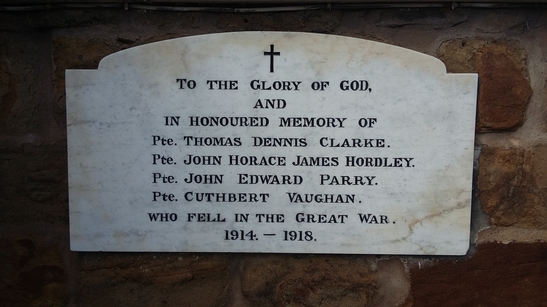 To the Glory of God,
and
in honoured memory of
Pte. Thomas Dennis Clarke.
Pte. John Horace James Hordley.
Pte. John Edward Parry.
Pte. Cuthbert Vaughan.
who fell in the Great War.
1914. — 1918.